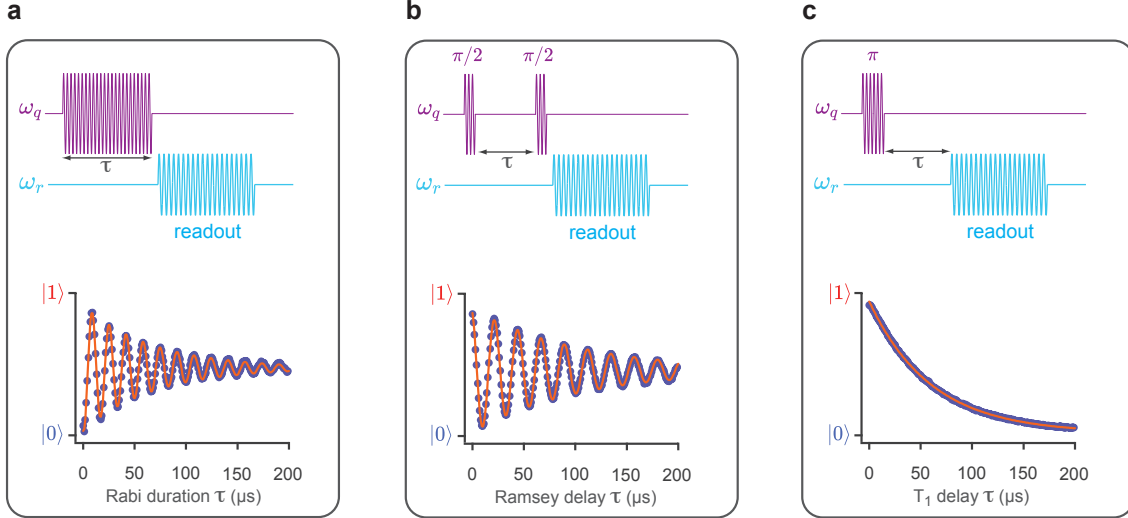 a
ω_q
τ
ω_r
readout
|1⟩
|0⟩
0 50 100 150 200
Rabi duration τ (μs)
b
π/2 π/2
ω_q
τ
ω_r
readout
|1⟩
|0⟩
0 50 100 150 200
Ramsey delay τ (μs)
c
π
ω_q
τ
ω_r
readout
|1⟩
|0⟩
0 50 100 150 200
T₁ delay τ (μs)